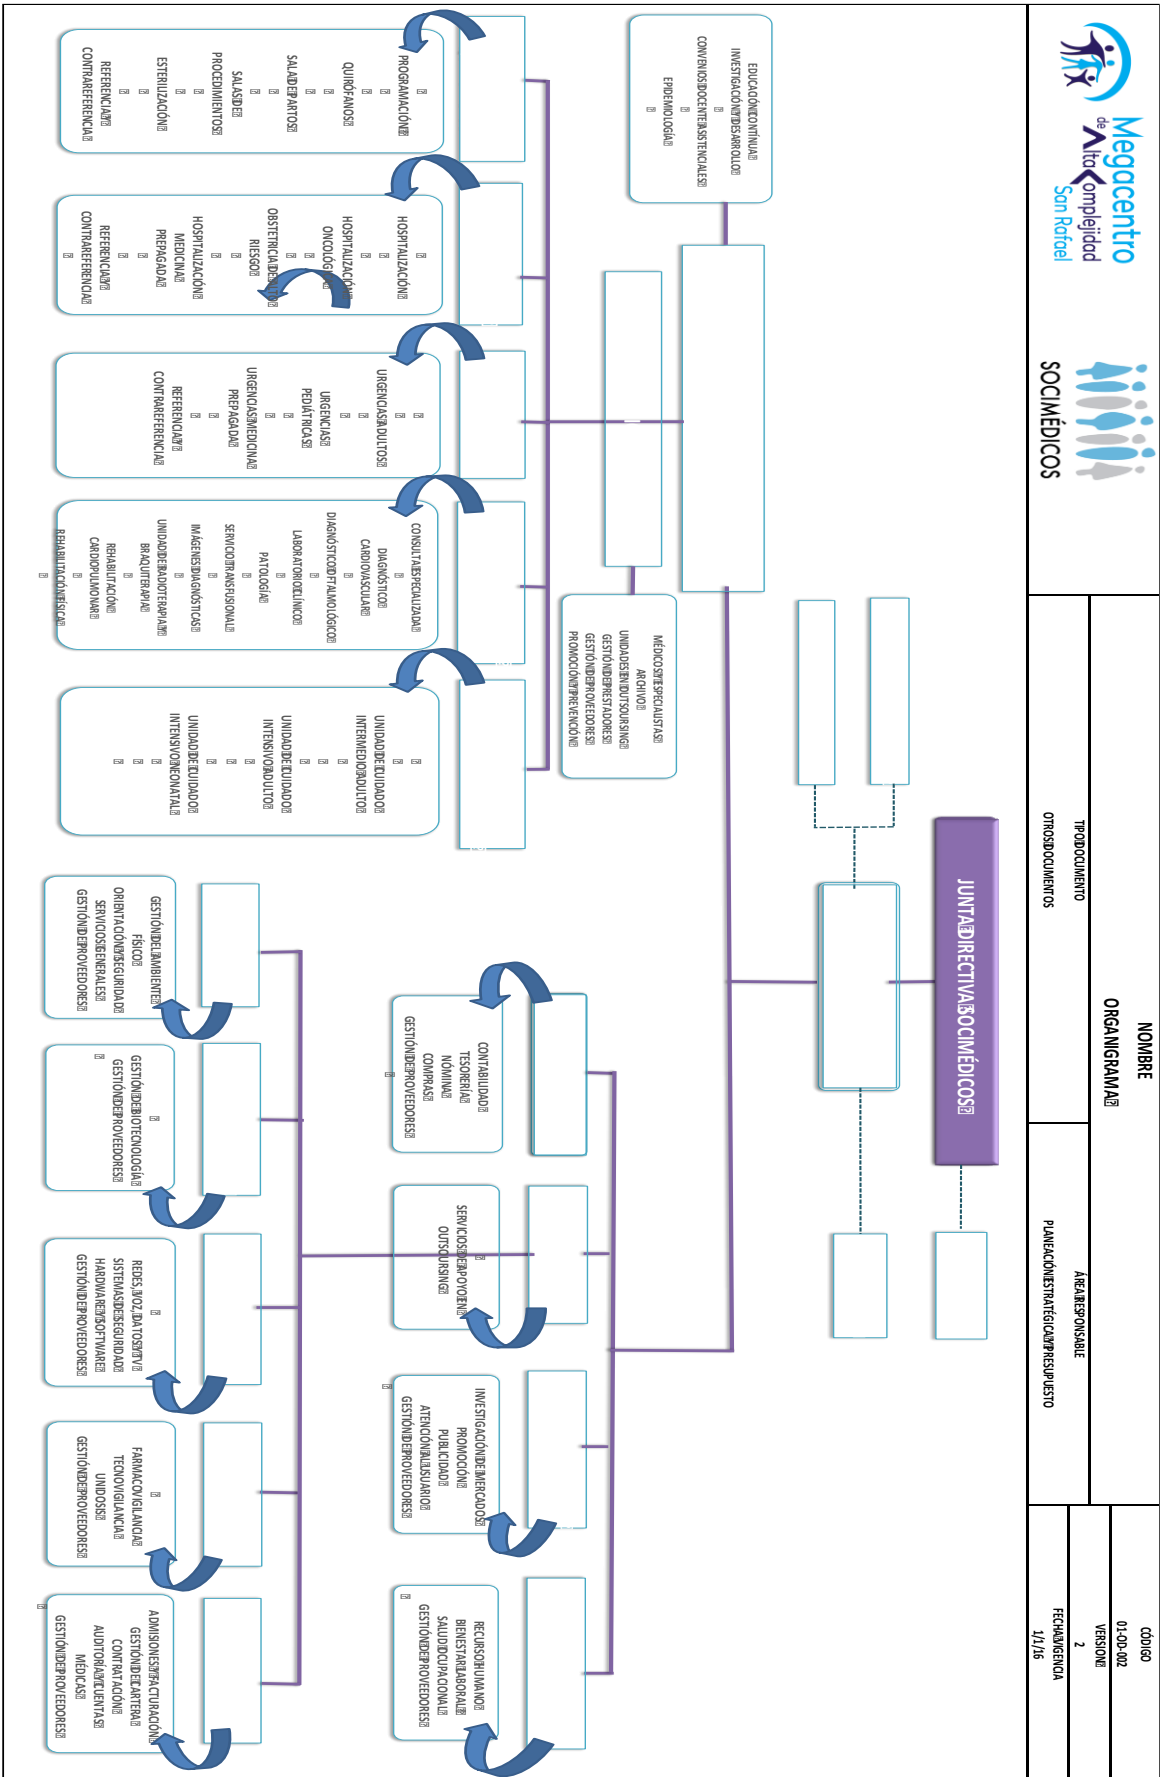 Megacentro
de Alta Complejidad
San Rafael
SOCIMÉDICOS
NOMBRE
ORGANIGRAMA
TIPO DOCUMENTO
OTROS DOCUMENTOS
ÁREA RESPONSABLE
PLANEACIÓN ESTRATÉGICA Y PRESUPUESTO
CÓDIGO
01-OD-002
VERSION
2
FECHA VIGENCIA
1/1/16
JUNTA DIRECTIVA SOCIMÉDICOS
EDUCACIÓN CONTÍNUA
INVESTIGACIÓN Y DESARROLLO
CONVENIOS DOCENTE ASISTENCIALES
EPIDEMIOLOGÍA
MÉDICOS Y ESPECIALISTAS
ARCHIVO
UNIDADES EN OUTSOURSING
GESTIÓN DE PRESTADORES
GESTIÓN DE PROVEEDORES
PROMOCIÓN Y PREVENCIÓN
PROGRAMACIÓN
QUIRÓFANOS
SALA DE PARTOS
SALAS DE
PROCEDIMIENTOS
ESTERILIZACIÓN
REFERENCIA Y
CONTRAREFERENCIA
HOSPITALIZACIÓN
HOSPITALIZACIÓN
ONCOLÓGICA
OBSTETRICIA DE ALTO
RIESGO
HOSPITALIZACIÓN
MEDICINA
PREPAGADA
REFERENCIA Y
CONTRAREFERENCIA
URGENCIAS ADULTOS
URGENCIAS
PEDIÁTRICAS
URGENCIAS MEDICINA
PREPAGADA
REFERENCIA Y
CONTRAREFERENCIA
CONSULTA ESPECIALIZADA
DIAGNÓSTICO
CARDIOVASCULAR
DIAGNÓSTICO OFTALMOLÓGICO
LABORATORIO CLÍNICO
PATOLOGÍA
SERVICIO TRANSFUSIONAL
IMÁGENES DIAGNÓSTICAS
UNIDAD DE RADIOTERAPIA Y
BRAQUITERAPIA
REHABILITACIÓN
CARDIOPULMONAR
REHABILITACIÓN FÍSICA
UNIDAD DE CUIDADO
INTERMEDIO ADULTO
UNIDAD DE CUIDADO
INTENSIVO ADULTO
UNIDAD DE CUIDADO
INTENSIVO NEONATAL
CONTABILIDAD
TESORERÍA
NÓMINA
COMPRAS
GESTIÓN DE PROVEEDORES
SERVICIOS DE APOYO EN
OUTSOURSING
INVESTIGACIÓN DE MERCADOS
PROMOCIÓN
PUBLICIDAD
ATENCIÓN AL USUARIO
GESTIÓN DE PROVEEDORES
RECURSO HUMANO
BIENESTAR LABORAL
SALUD OCUPACIONAL
GESTIÓN DE PROVEEDORES
GESTIÓN DEL AMBIENTE
FÍSICO
ORIENTACIÓN Y SEGURIDAD
SERVICIOS GENERALES
GESTIÓN DE PROVEEDORES
GESTIÓN DE BIOTECNOLOGÍA
GESTIÓN DE PROVEEDORES
REDES, VOZ, DATOS Y TV
SISTEMAS DE SEGURIDAD
HARDWARE Y SOFTWARE
GESTIÓN DE PROVEEDORES
FARMACOVIGILANCIA
TECNOVIGILANCIA
UNIDOSIS
GESTIÓN DE PROVEEDORES
ADMISIONES Y FACTURACIÓN
GESTIÓN DE CARTERA
CONTRATACIÓN
AUDITORÍA Y CUENTAS
MÉDICAS
GESTIÓN DE PROVEEDORES